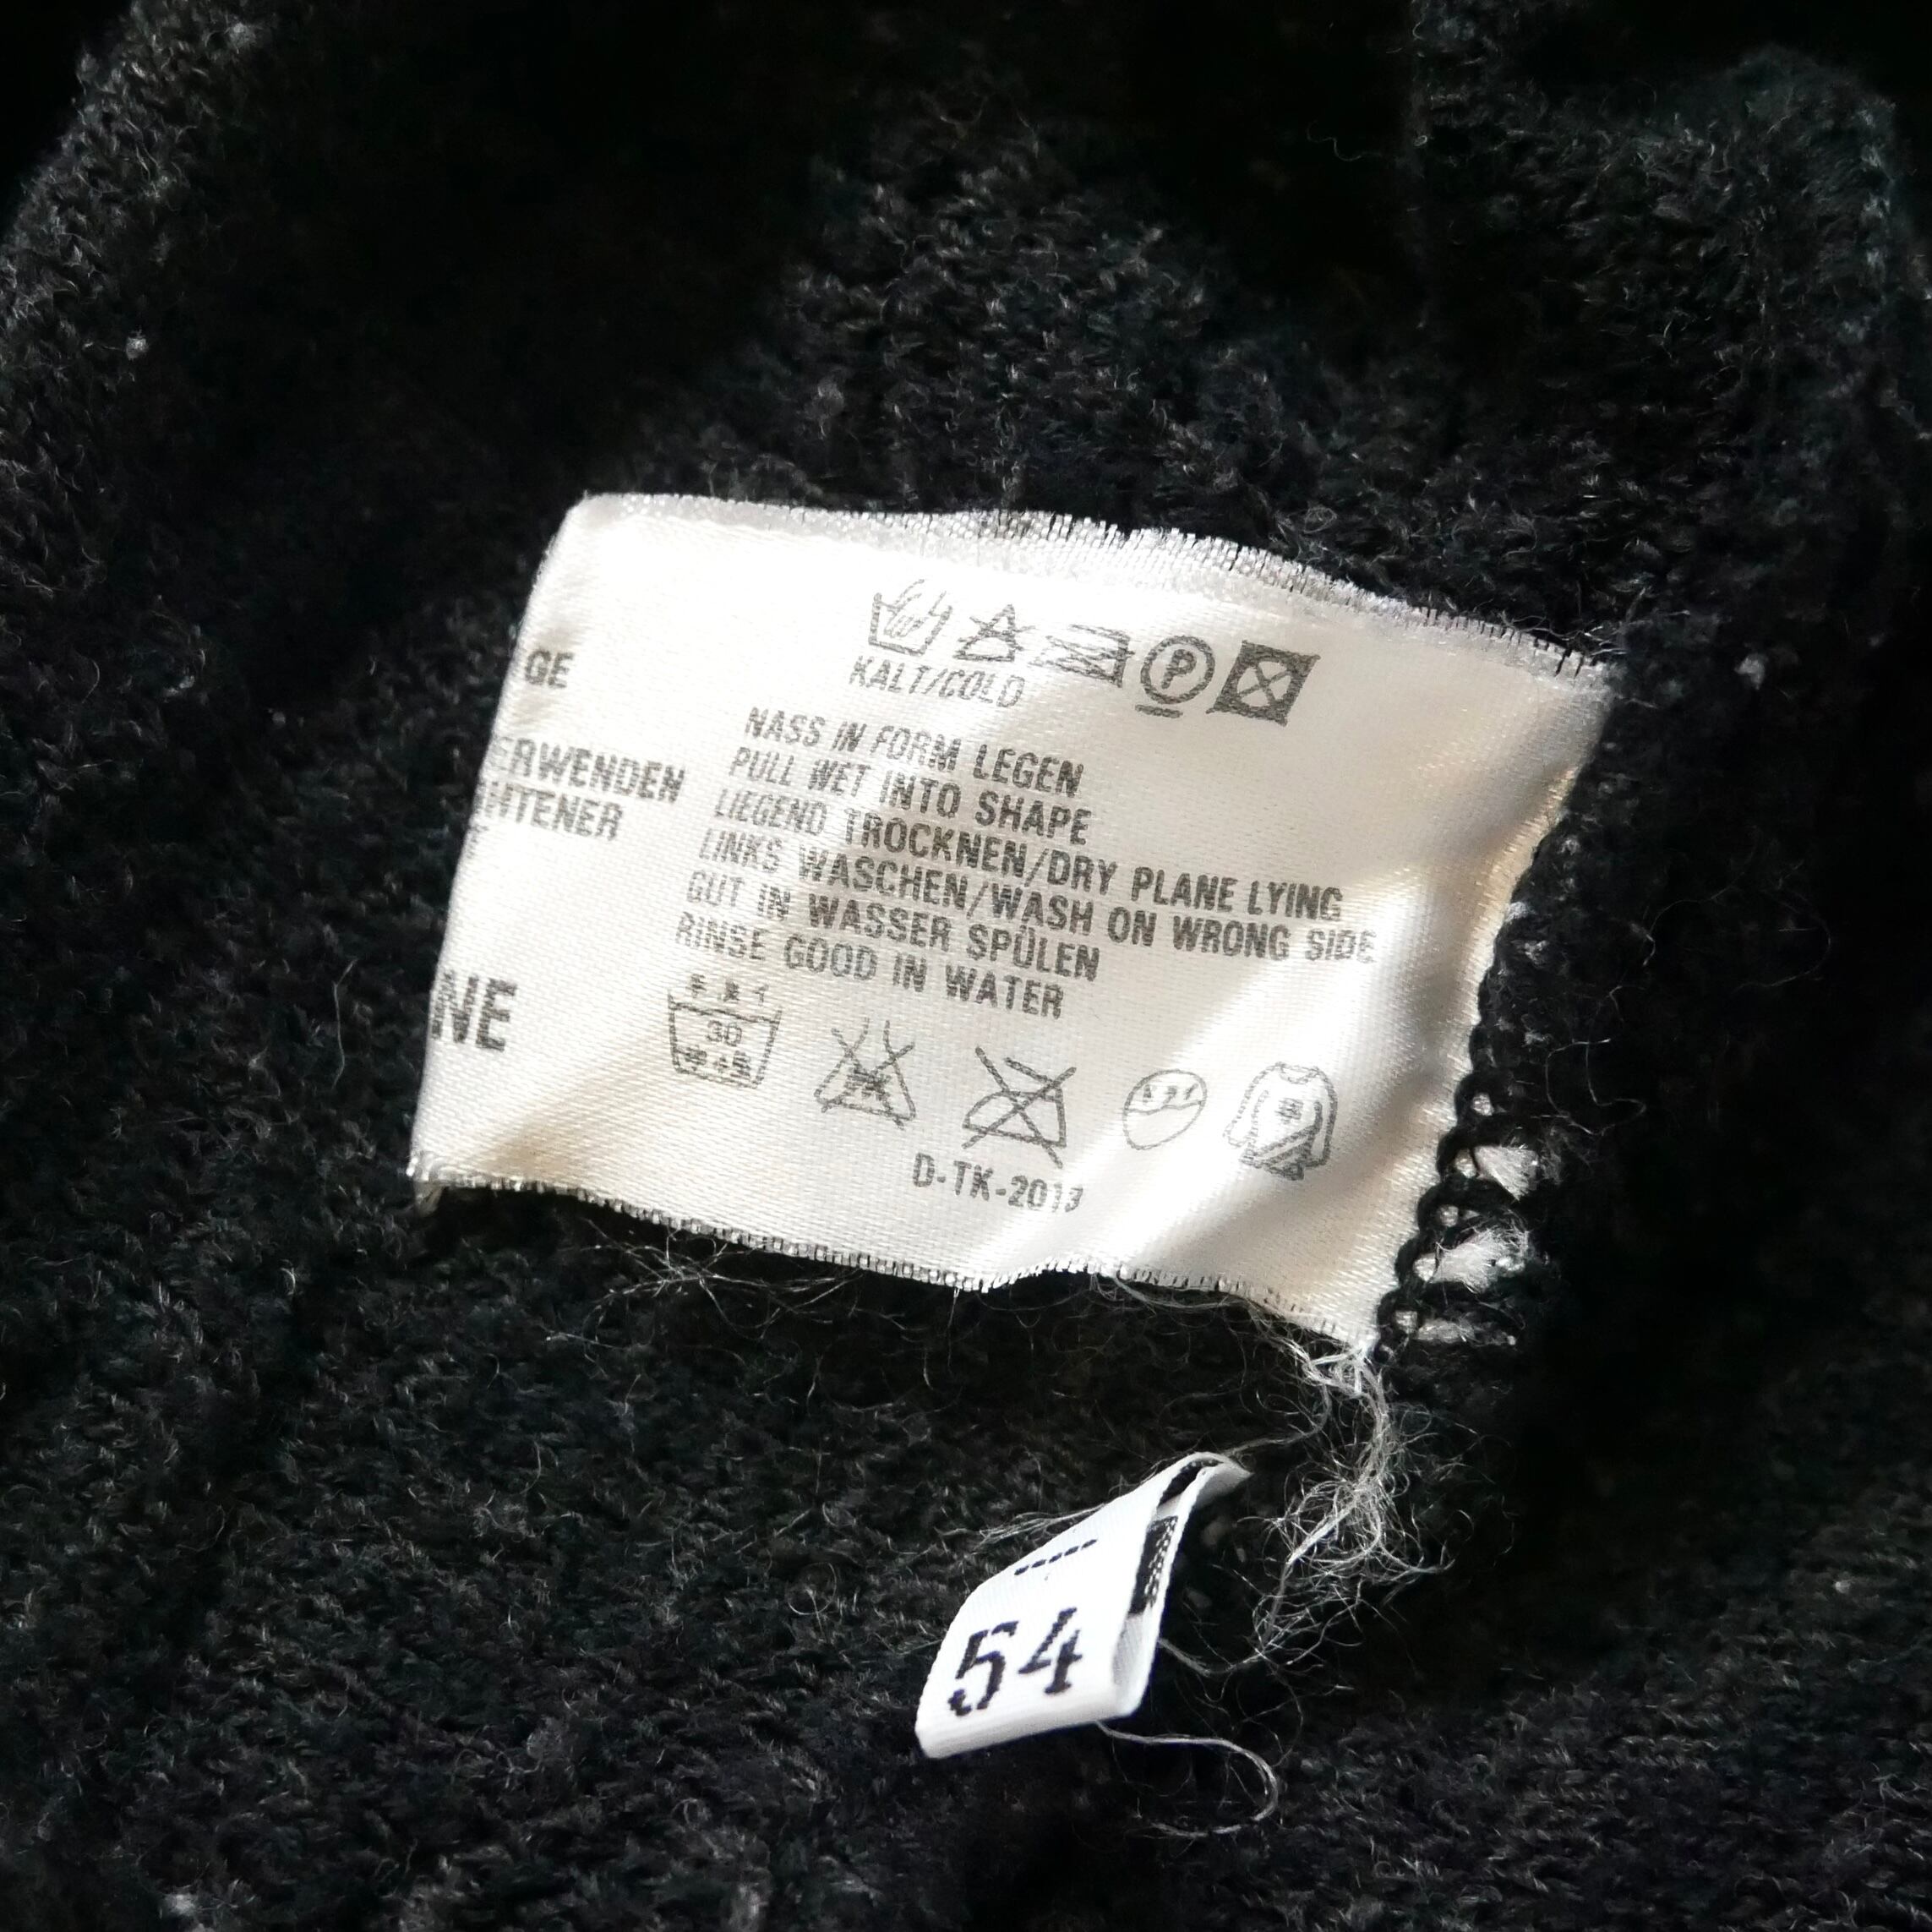 GE
ERWENDEN
HTENER
NE
KALT/COLD
P
NASS IN FORM LEGEN
PULL WET INTO SHAPE
LIEGEND TROCKNEN/DRY PLANE LYING
LINKS WASCHEN/WASH ON WRONG SIDE
GUT IN WASSER SPÜLEN
RINSE GOOD IN WATER
30
D-TK-2013
54